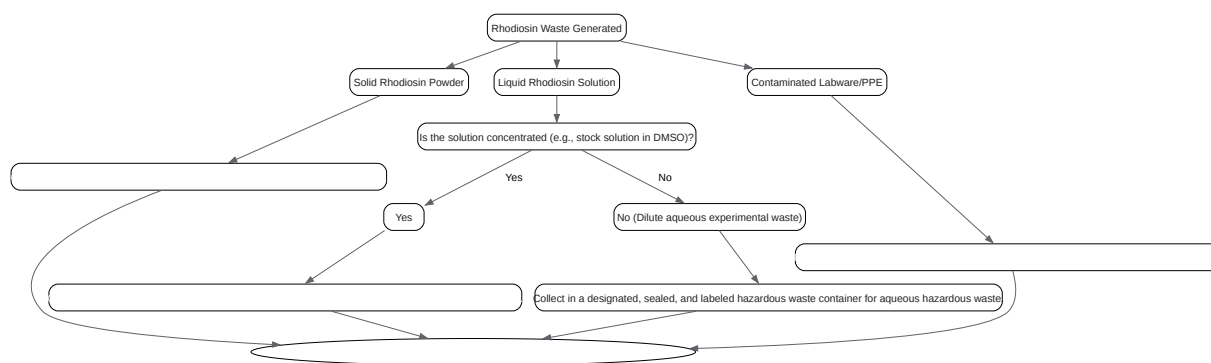 Rhodiosin Waste Generated
Solid Rhodiosin Powder
Liquid Rhodiosin Solution
Contaminated Labware/PPE
Is the solution concentrated (e.g., stock solution in DMSO)?
Yes
No
Yes
No (Dilute aqueous experimental waste)
Collect in a designated, sealed, and labeled hazardous waste container for aqueous hazardous waste